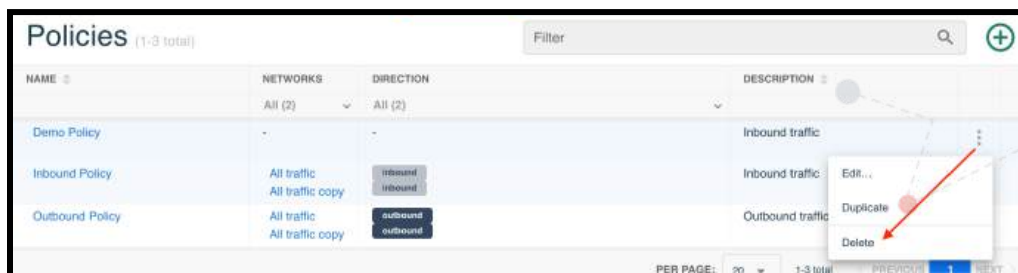 Policies (1-3 total)
Filter
NAME NETWORKS DIRECTION DESCRIPTION
All (2) All (2)
Demo Policy - - Inbound traffic
Inbound Policy All traffic inbound Inbound traffic Edit...
All traffic copy inbound
Duplicate
Outbound Policy All traffic outbound Outbound traffic
All traffic copy outbound
Delete
PER PAGE: 20 1-3 total PREVIOUS 1 NEXT